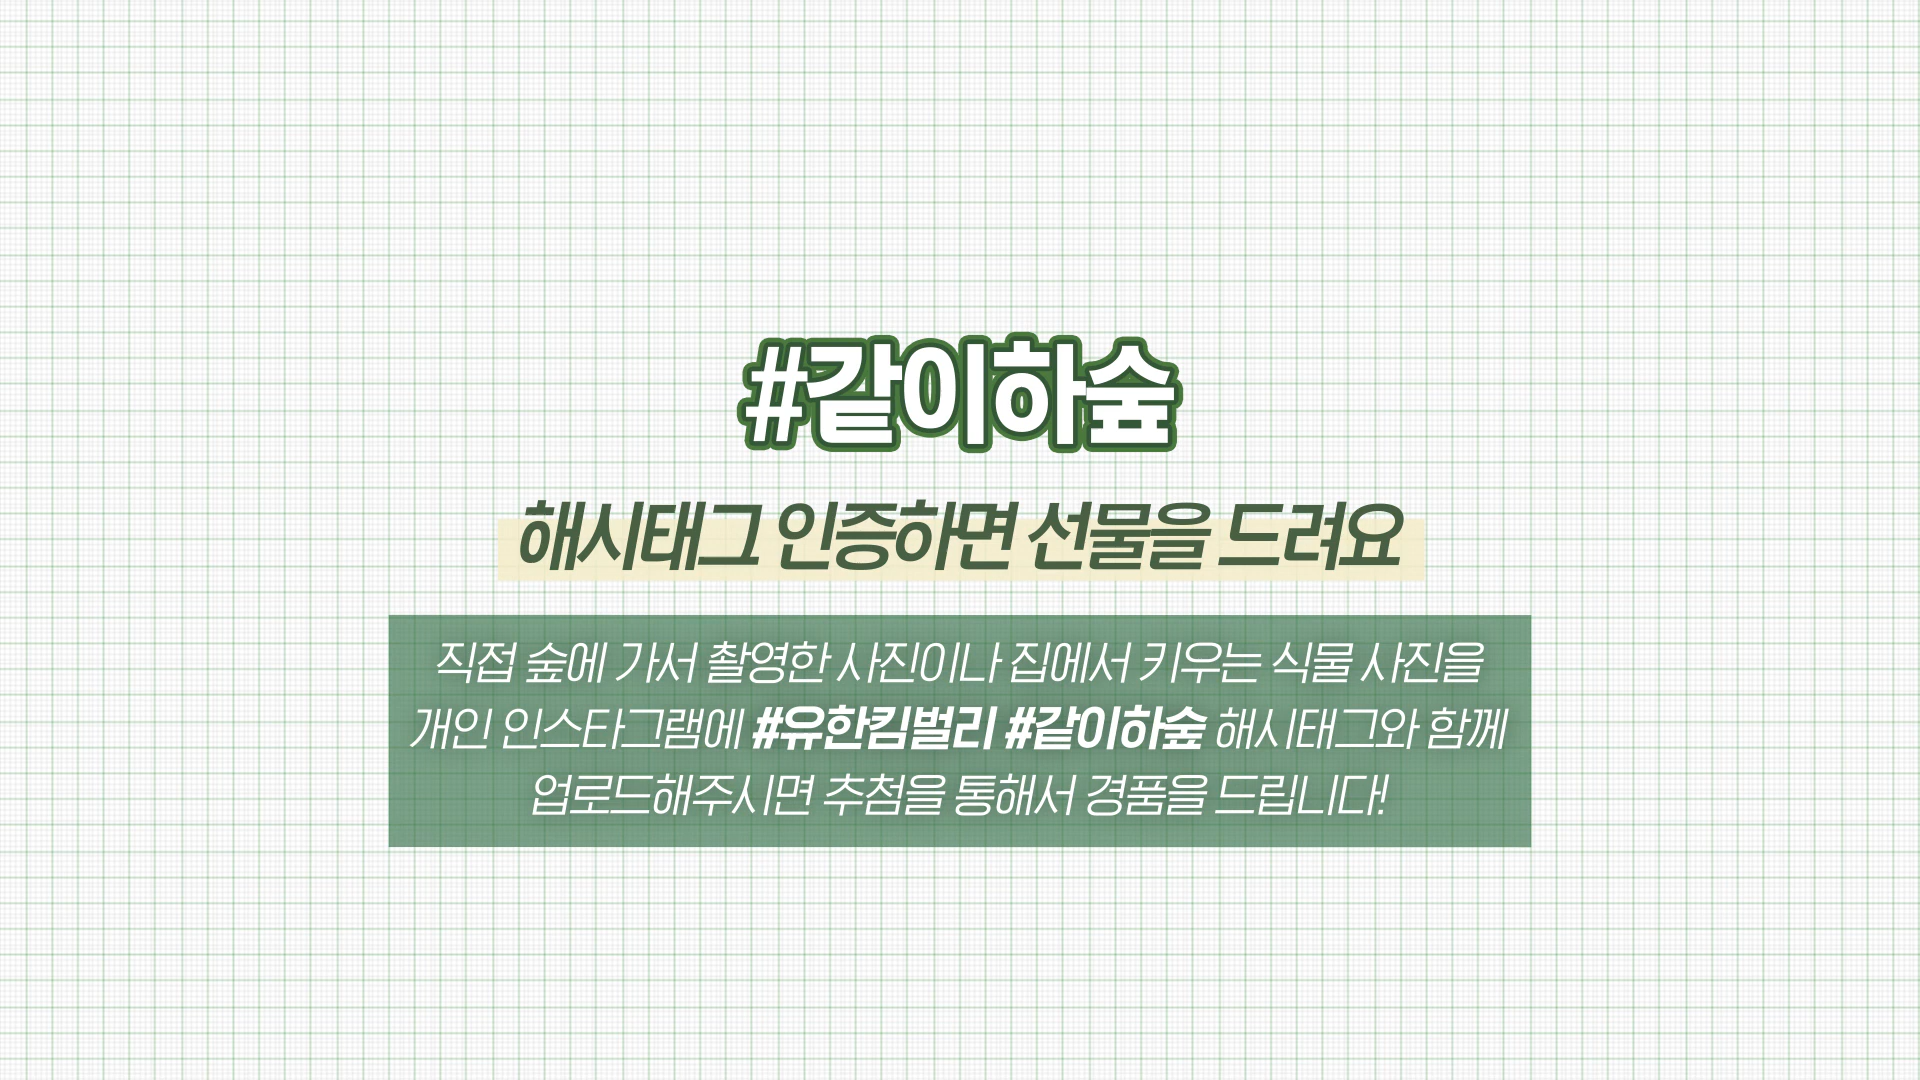 #같이하숲
해시태그 인증하면 선물을 드려요
직접 숲에 가서 촬영한 사진이나 집에서 키우는 식물 사진을
개인 인스타그램에 #유한킴벌리 #같이하숲 해시태그와 함께
업로드해주시면 추첨을 통해서 경품을 드립니다!